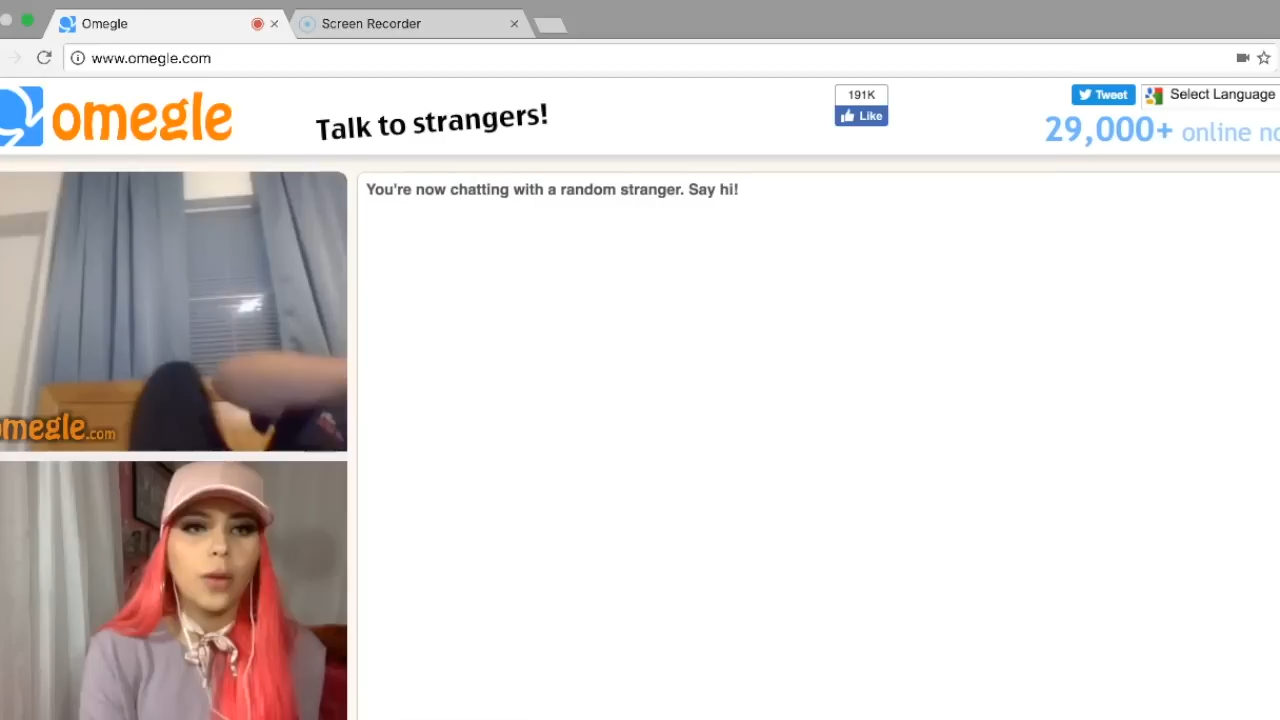 Omegle
Screen Recorder
www.omegle.com
omegle
Talk to strangers!
191K
Like
Tweet
Select Language
29,000+ online no
You're now chatting with a random stranger. Say hi!
omegle.com